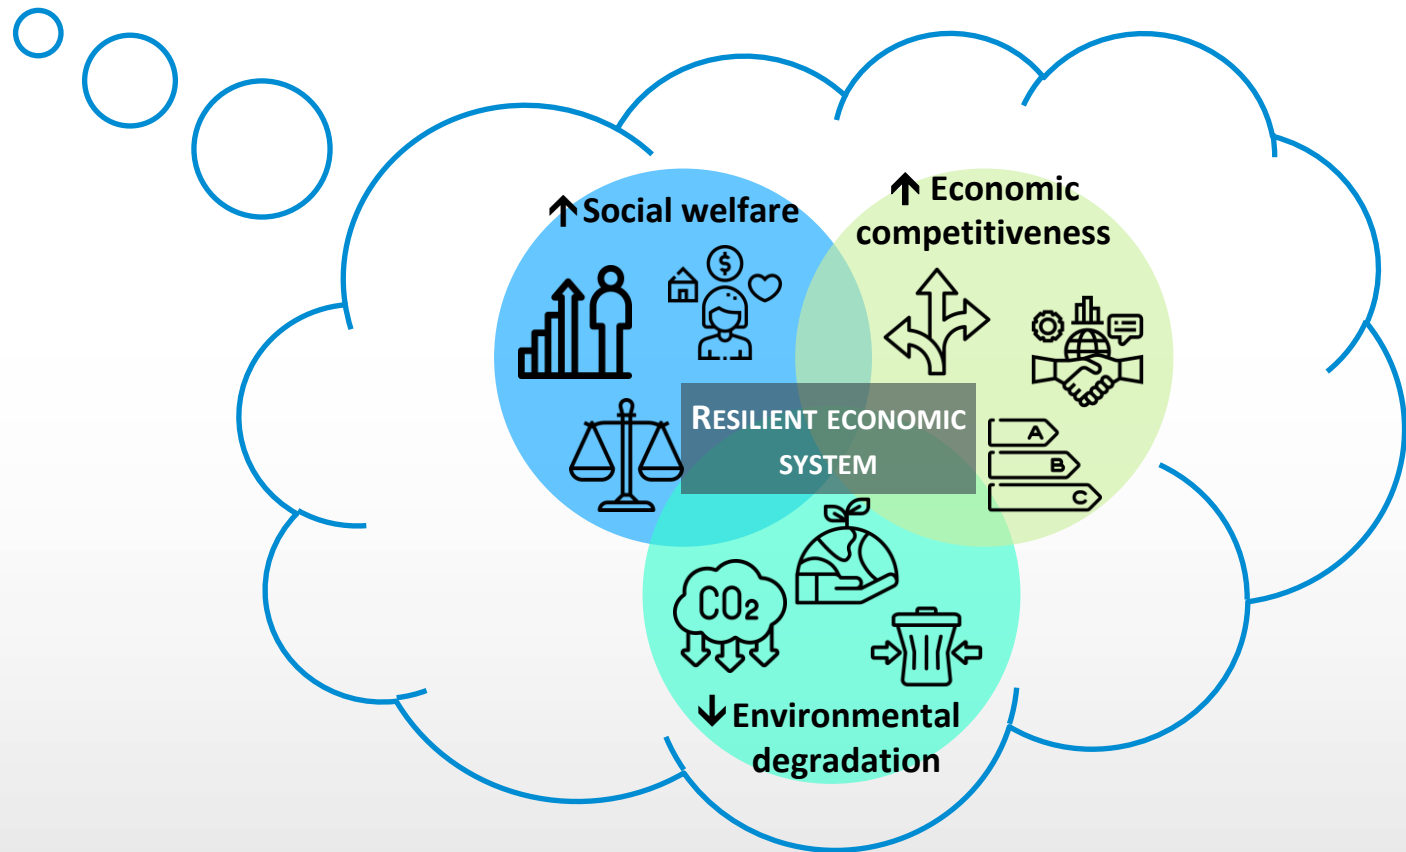 ↑ Social welfare
↑ Economic
competitiveness
$
RESILIENT ECONOMIC
SYSTEM
A
B
C
CO₂
↓ Environmental
degradation